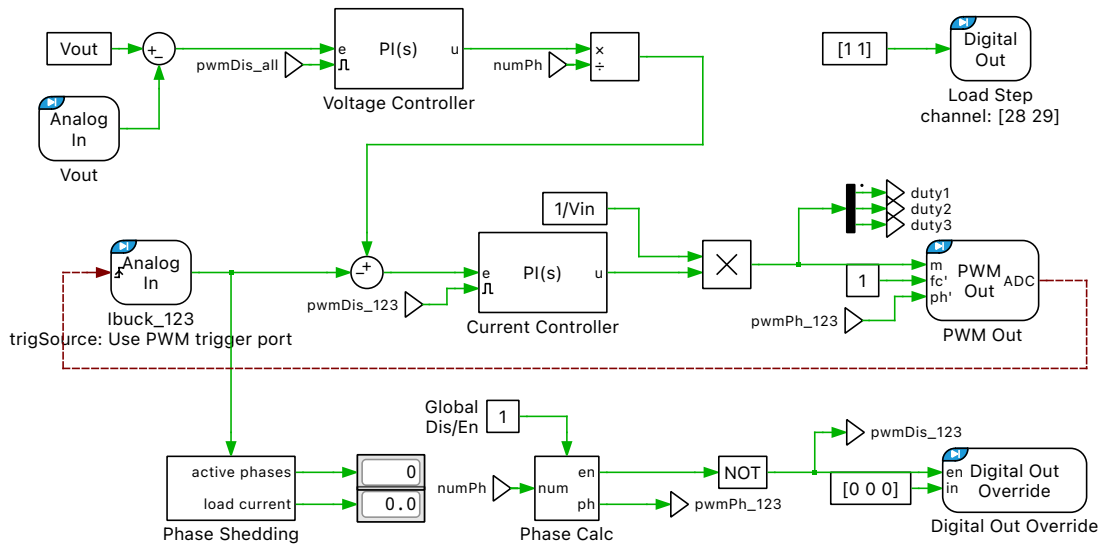 Vout
+
−
Analog
In
Vout
pwmDis_all
e
PI(s)
u
Voltage Controller
numPh
×
÷
[1 1]
Digital
Out
Load Step
channel: [28 29]
1/Vin
duty1
duty2
duty3
Analog
In
Ibuck_123
trigSource: Use PWM trigger port
+
−
pwmDis_123
e
PI(s)
u
Current Controller
×
1
pwmPh_123
m
fc'
ph'
PWM
Out
ADC
PWM Out
active phases
load current
Phase Shedding
0
0.0
Global
Dis/En
1
numPh
num
en
ph
Phase Calc
pwmPh_123
NOT
pwmDis_123
[0 0 0]
en
in
Digital Out
Override
Digital Out Override